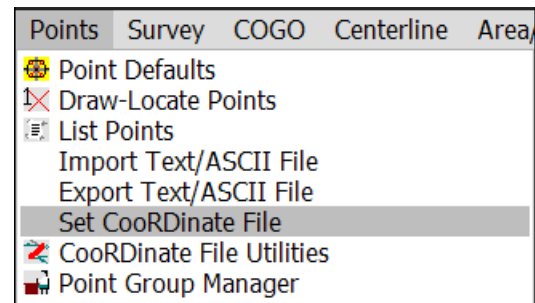 Points Survey COGO Centerline Area/
Point Defaults
Draw-Locate Points
List Points
Import Text/ASCII File
Export Text/ASCII File
Set CooRDinate File
CooRDinate File Utilities
Point Group Manager